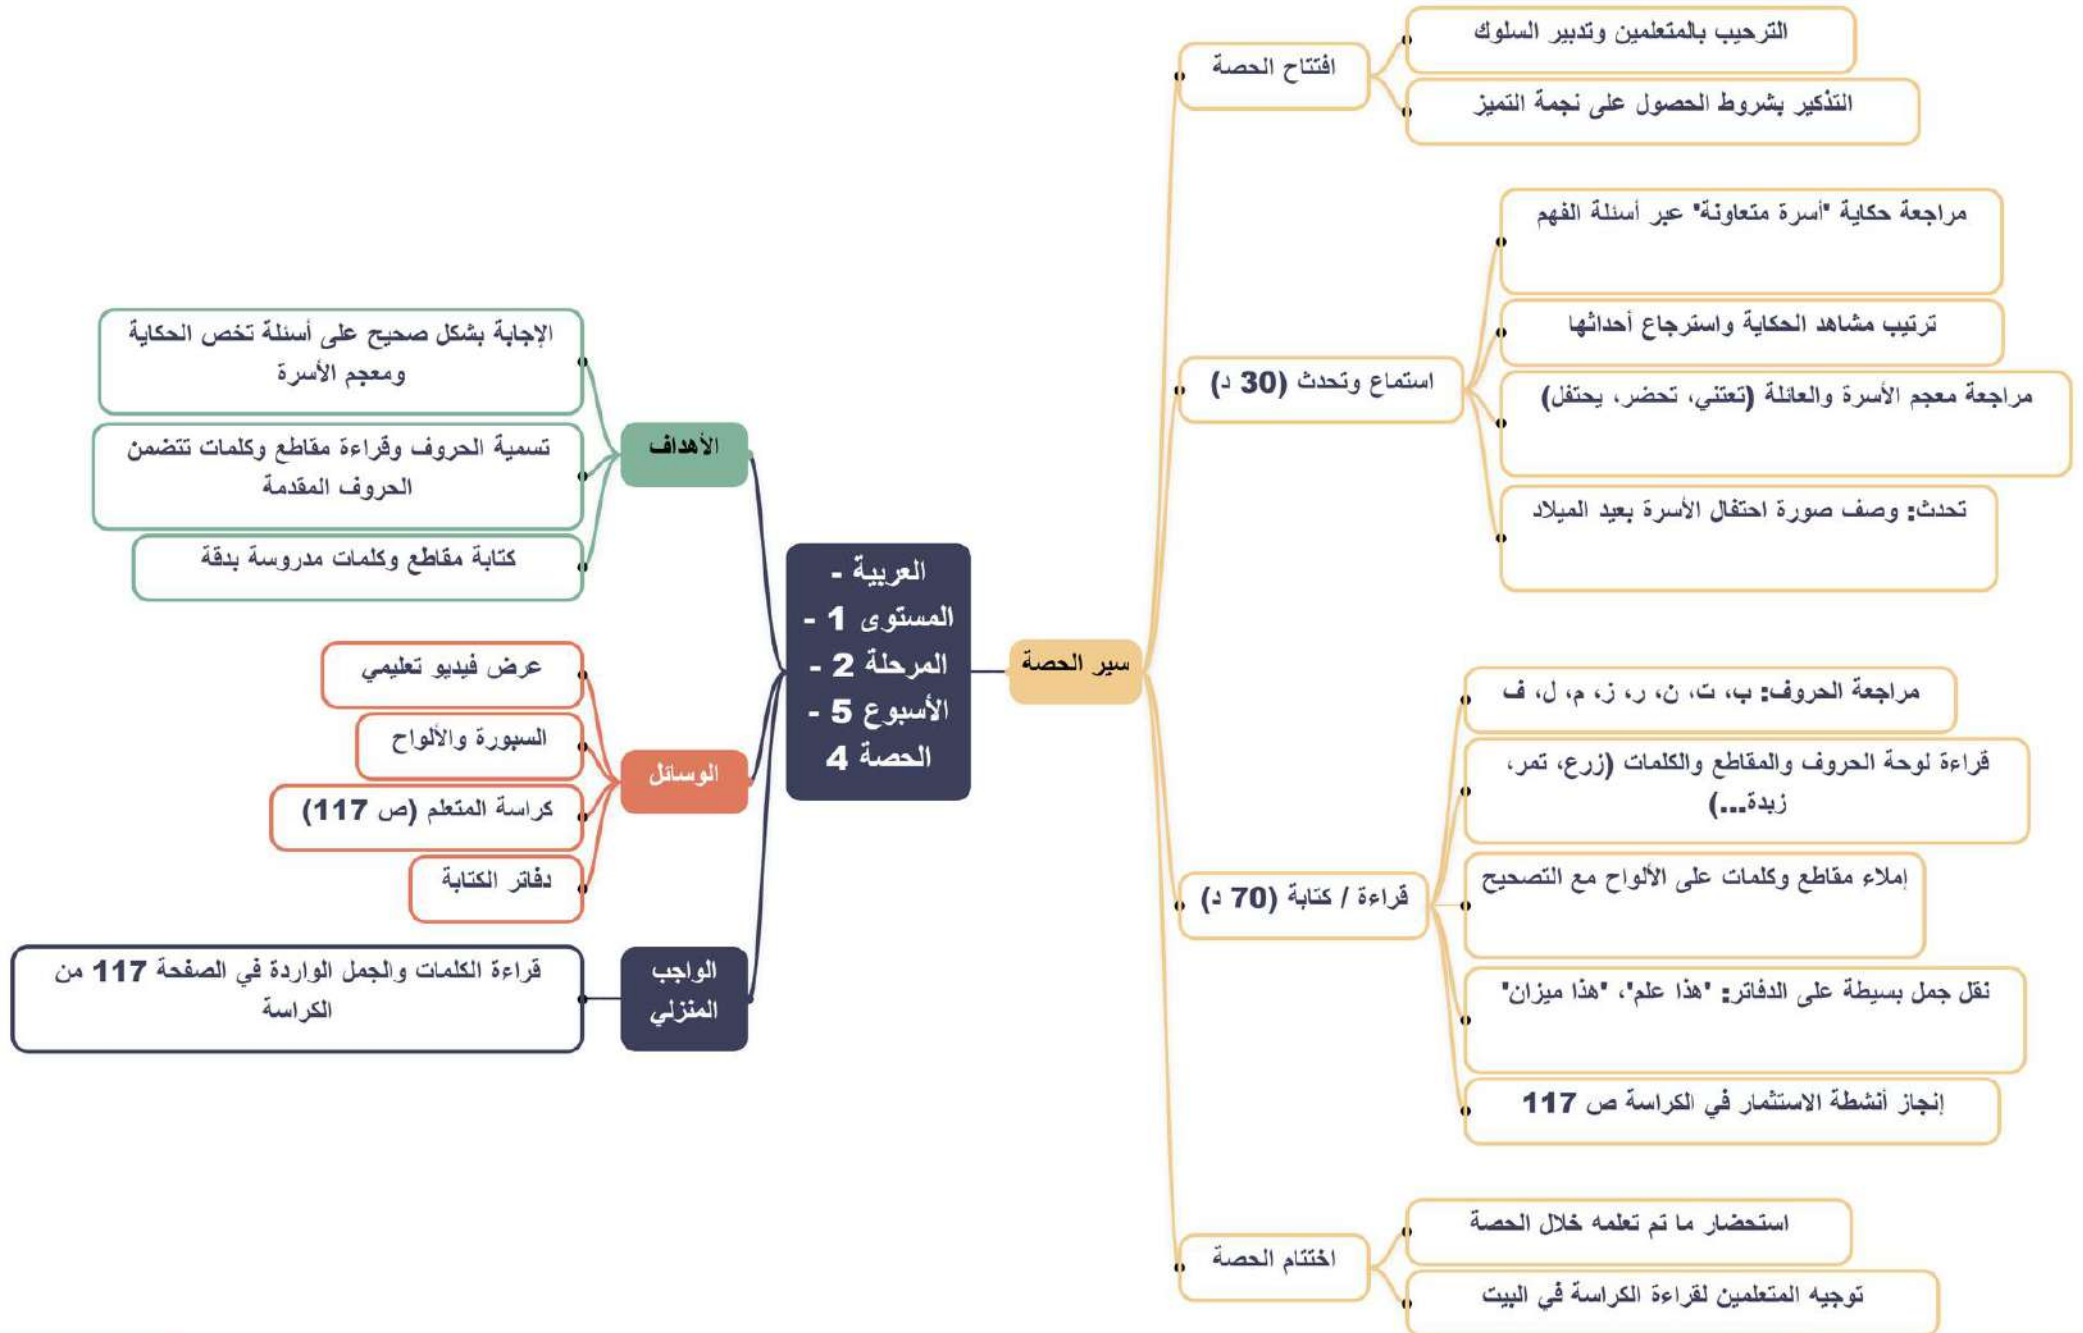 العربية -
المستوى 1 -
المرحلة 2 -
الأسبوع 5 -
الحصة 4
سير الحصة
افتتاح الحصة
الترحيب بالمتعلمين وتدبير السلوك
التذكير بشروط الحصول على نجمة التميز
استماع وتحدث (30 د)
مراجعة حكاية "أسرة متعاونة" عبر أسئلة الفهم
ترتيب مشاهد الحكاية واسترجاع أحداثها
مراجعة معجم الأسرة والعائلة (تعتني، تحضر، يحتفل)
تحدث: وصف صورة احتفال الأسرة بعيد الميلاد
قراءة / كتابة (70 د)
مراجعة الحروف: ب، ت، ن، ر، ز، م، ل، ف
قراءة لوحة الحروف والمقاطع والكلمات (زرع، تمر،
زبدة...)
إملاء مقاطع وكلمات على الألواح مع التصحيح
نقل جمل بسيطة على الدفاتر: "هذا علم"، "هذا ميزان"
إنجاز أنشطة الاستثمار في الكراسة ص 117
اختتام الحصة
استحضار ما تم تعلمه خلال الحصة
توجيه المتعلمين لقراءة الكراسة في البيت
الأهداف
الإجابة بشكل صحيح على أسئلة تخص الحكاية
ومعجم الأسرة
تسمية الحروف وقراءة مقاطع وكلمات تتضمن
الحروف المقدمة
كتابة مقاطع وكلمات مدروسة بدقة
الوسائل
عرض فيديو تعليمي
السبورة والألواح
كراسة المتعلم (ص 117)
دفاتر الكتابة
الواجب
المنزلي
قراءة الكلمات والجمل الواردة في الصفحة 117 من
الكراسة